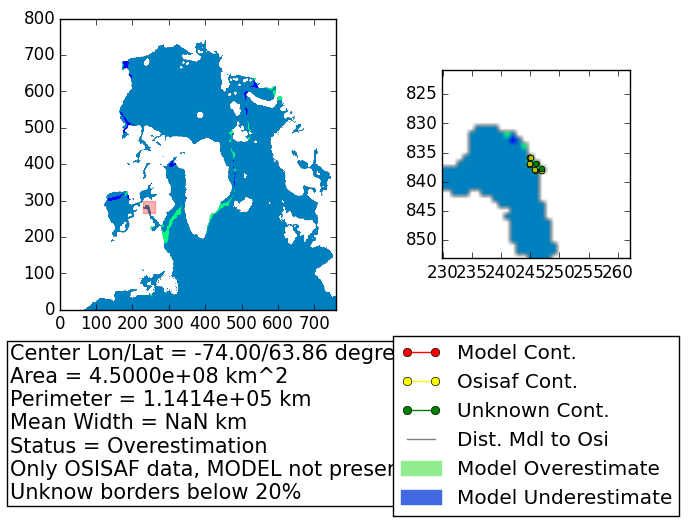 800
700
600
500
400
300
200
100
0
0 100 200 300 400 500 600 700
825
830
835
840
845
850
230 235 240 245 250 255 260
Center Lon/Lat = -74.00/63.86 degre
Area = 4.5000e+08 km^2
Perimeter = 1.1414e+05 km
Mean Width = NaN km
Status = Overestimation
Only OSISAF data, MODEL not presen
Unknow borders below 20%
Model Cont.
Osisaf Cont.
Unknown Cont.
Dist. Mdl to Osi
Model Overestimate
Model Underestimate